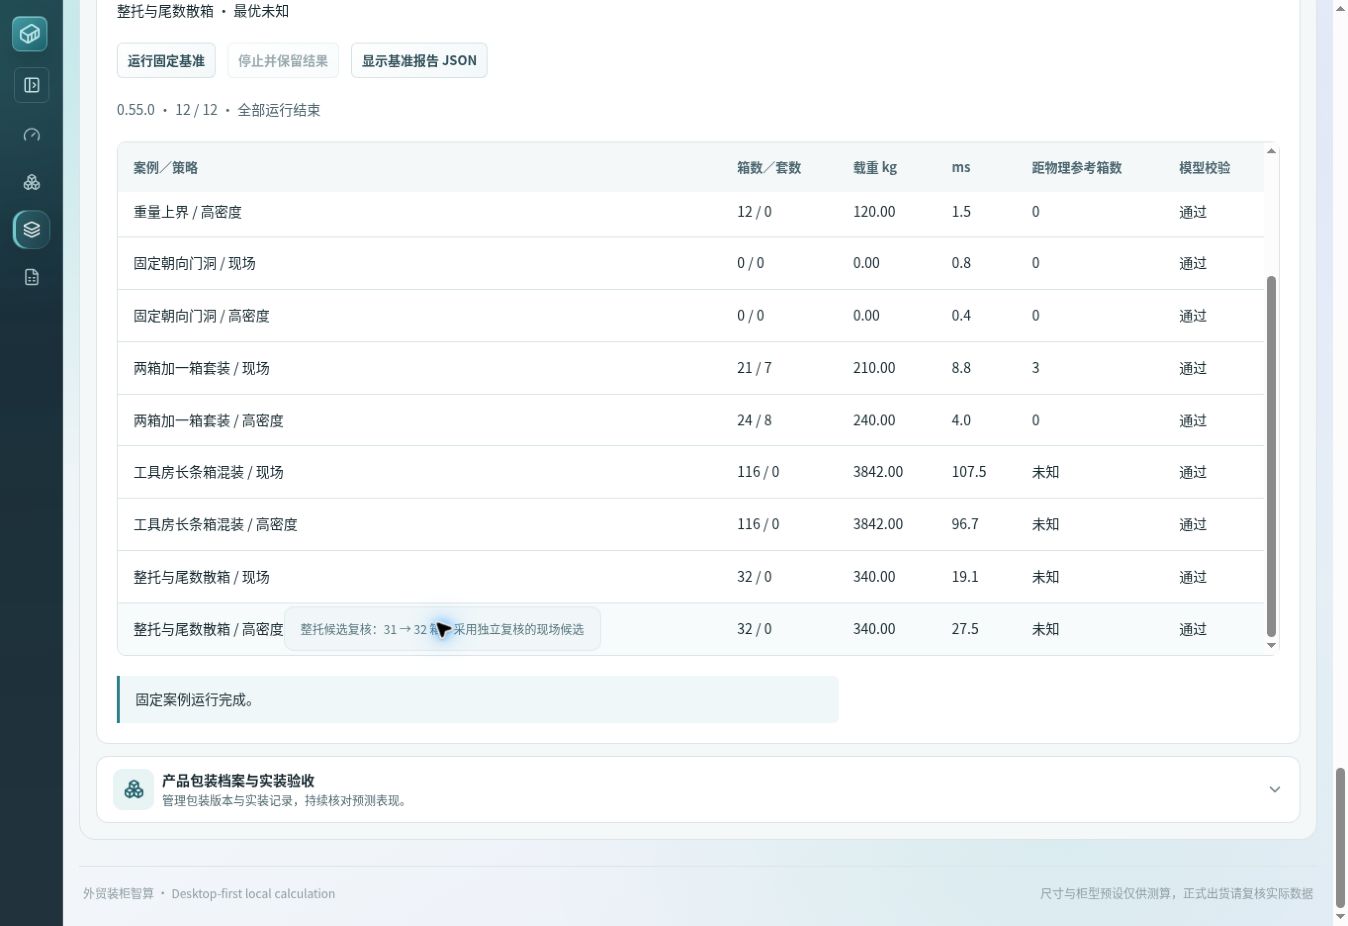 整托与尾数散箱 · 最优未知
运行固定基准 停止并保留结果 显示基准报告 JSON
0.55.0 · 12 / 12 · 全部运行结束
案例／策略 箱数／套数 载重 kg ms 距物理参考箱数 模型校验
重量上界 / 高密度 12 / 0 120.00 1.5 0 通过
固定朝向门洞 / 现场 0 / 0 0.00 0.8 0 通过
固定朝向门洞 / 高密度 0 / 0 0.00 0.4 0 通过
两箱加一箱套装 / 现场 21 / 7 210.00 8.8 3 通过
两箱加一箱套装 / 高密度 24 / 8 240.00 4.0 0 通过
工具房长条箱混装 / 现场 116 / 0 3842.00 107.5 未知 通过
工具房长条箱混装 / 高密度 116 / 0 3842.00 96.7 未知 通过
整托与尾数散箱 / 现场 32 / 0 340.00 19.1 未知 通过
整托与尾数散箱 / 高密度 整托候选复核：31 → 32 采用独立复核的现场候选 32 / 0 340.00 27.5 未知 通过
固定案例运行完成。
产品包装档案与实装验收
管理包装版本与实装记录，持续核对预测表现。
外贸装柜智算 · Desktop-first local calculation 尺寸与柜型预设仅供测算，正式出货请复核实际数据